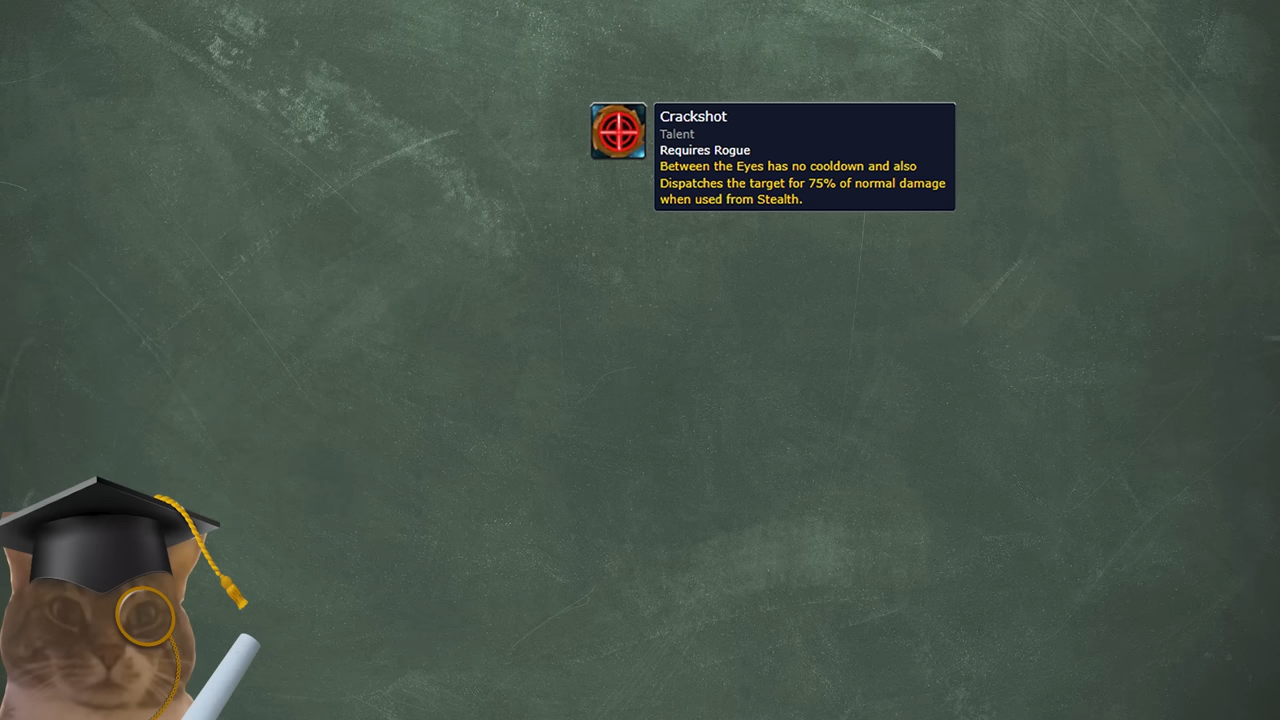 Crackshot
Talent
Requires Rogue
Between the Eyes has no cooldown and also
Dispatches the target for 75% of normal damage
when used from Stealth.